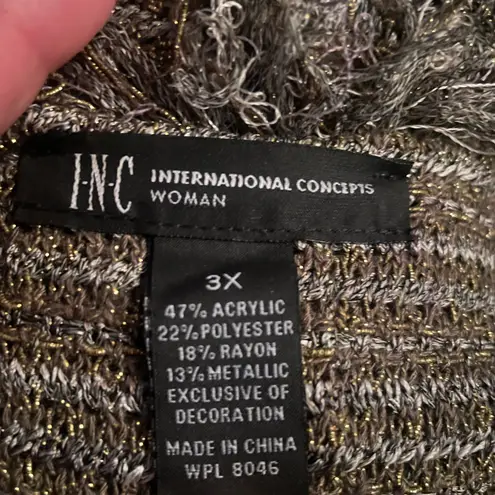 I·N·C INTERNATIONAL CONCEPTS
WOMAN
3X
47% ACRYLIC
22% POLYESTER
18% RAYON
13% METALLIC
EXCLUSIVE OF
DECORATION
MADE IN CHINA
WPL 8046